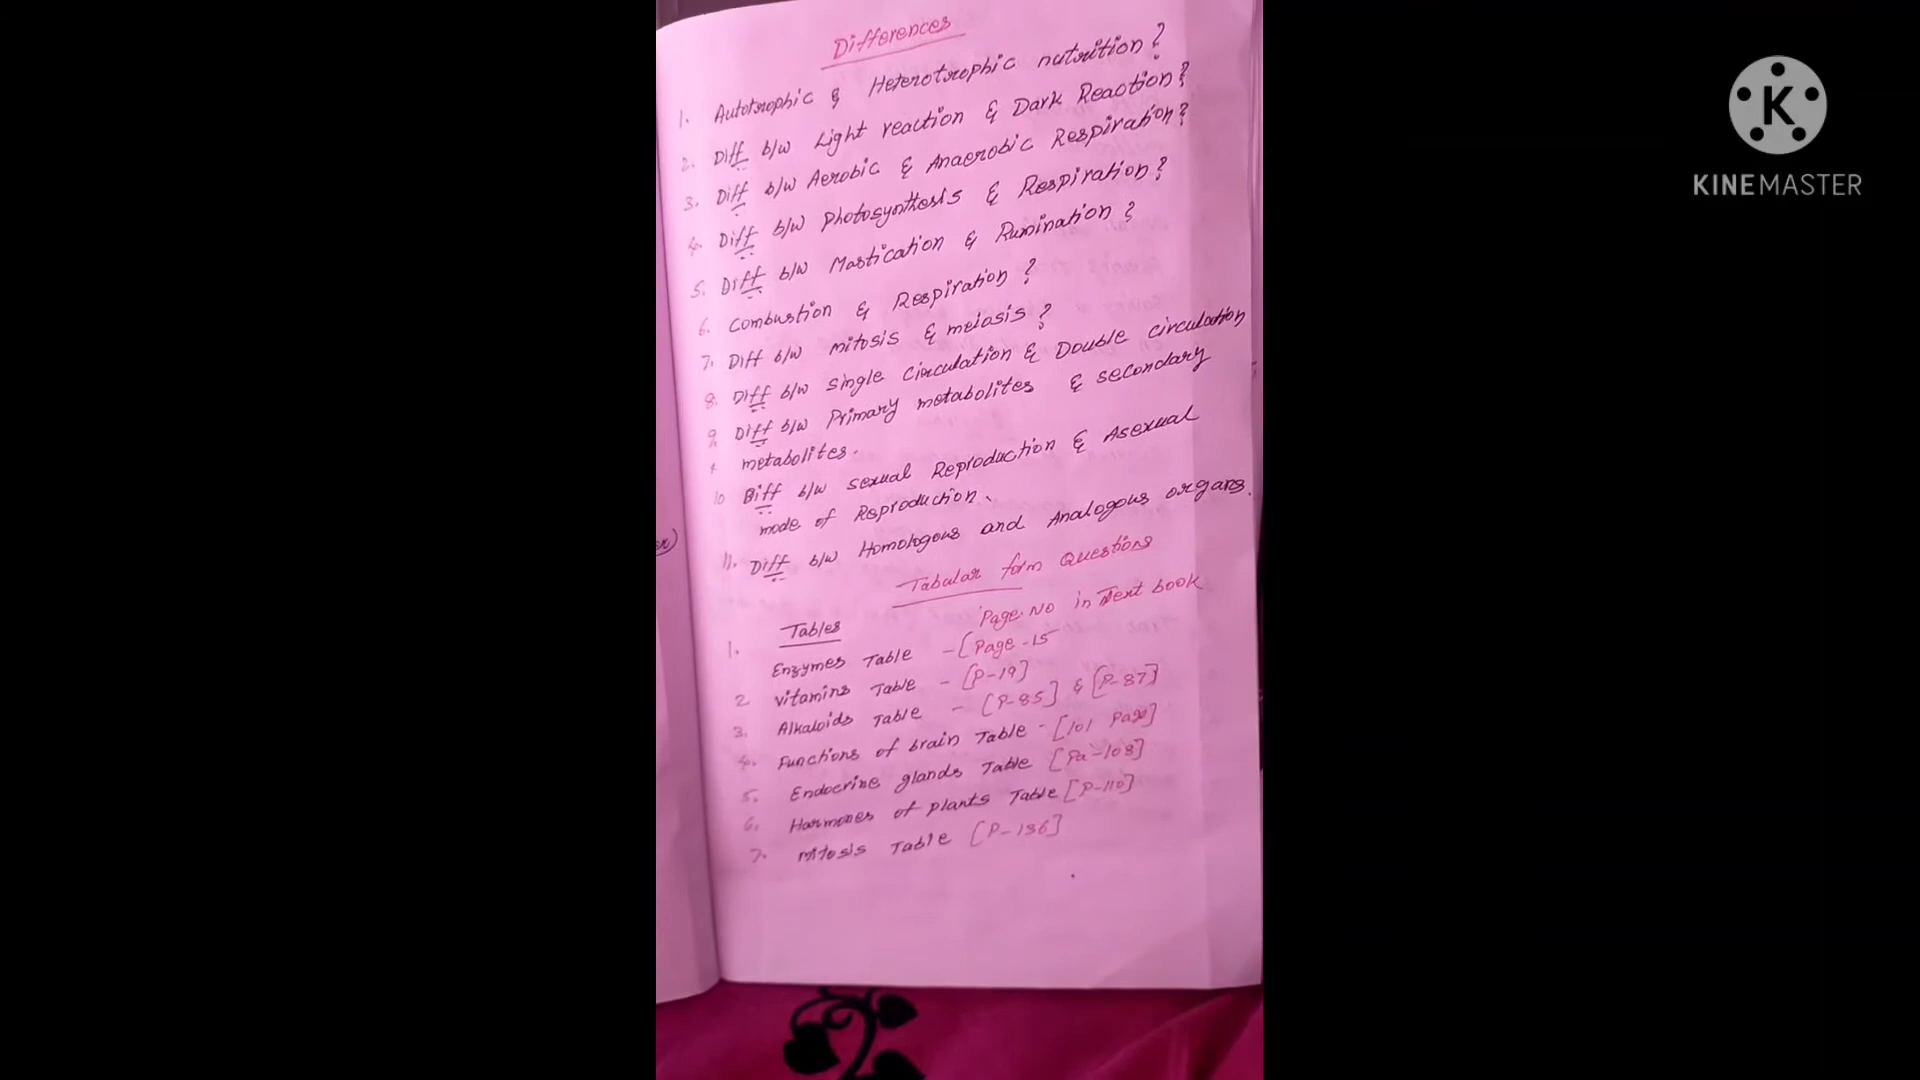 Differences
1. Autotrophic & Heterotrophic nutrition?
2. Diff b/w Light reaction & Dark Reaction?
3. Diff b/w Aerobic & Anaerobic Respiration?
4. Diff b/w Photosynthesis & Respiration?
5. Diff b/w Mastication & Rumination?
6. Combustion & Respiration?
7. Diff b/w mitosis & meiosis?
8. Diff b/w single circulation & Double circulation
9. Diff b/w Primary metabolites & secondary
metabolites.
10 Diff b/w sexual Reproduction & Asexual
mode of Reproduction.
11. Diff b/w Homologous and Analogous organs.
Tabular form Questions
Tables Page.No in Text book
1. Enzymes Table - [Page -15
2 vitamins Table - [P-19]
3. Alkaloids Table - [P-85] & [P-87]
4. Functions of brain Table - [101 Page]
5. Endocrine glands Table [Pa-108]
6. Harmones of plants Table [P-110]
7. mitosis Table [P-136]
K
KINEMASTER